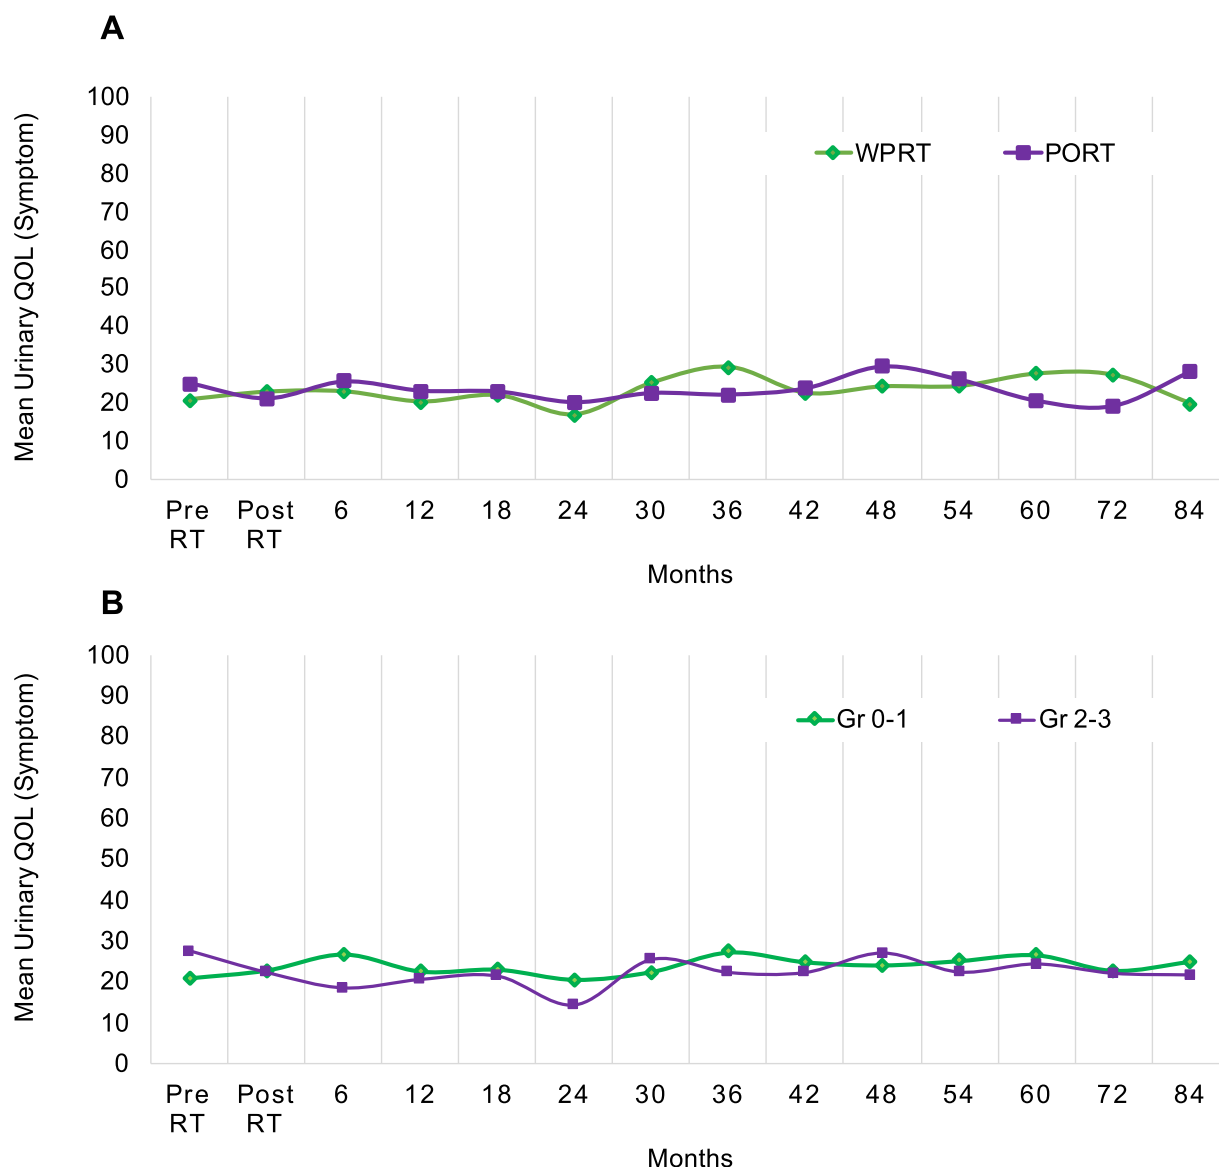 A
Mean Urinary QOL (Symptom)
100
90
80
70
60
50
40
30
20
10
0
WPRT PORT
Pre RT Post RT 6 12 18 24 30 36 42 48 54 60 72 84
Months
B
Mean Urinary QOL (Symptom)
100
90
80
70
60
50
40
30
20
10
0
Gr 0-1 Gr 2-3
Pre RT Post RT 6 12 18 24 30 36 42 48 54 60 72 84
Months